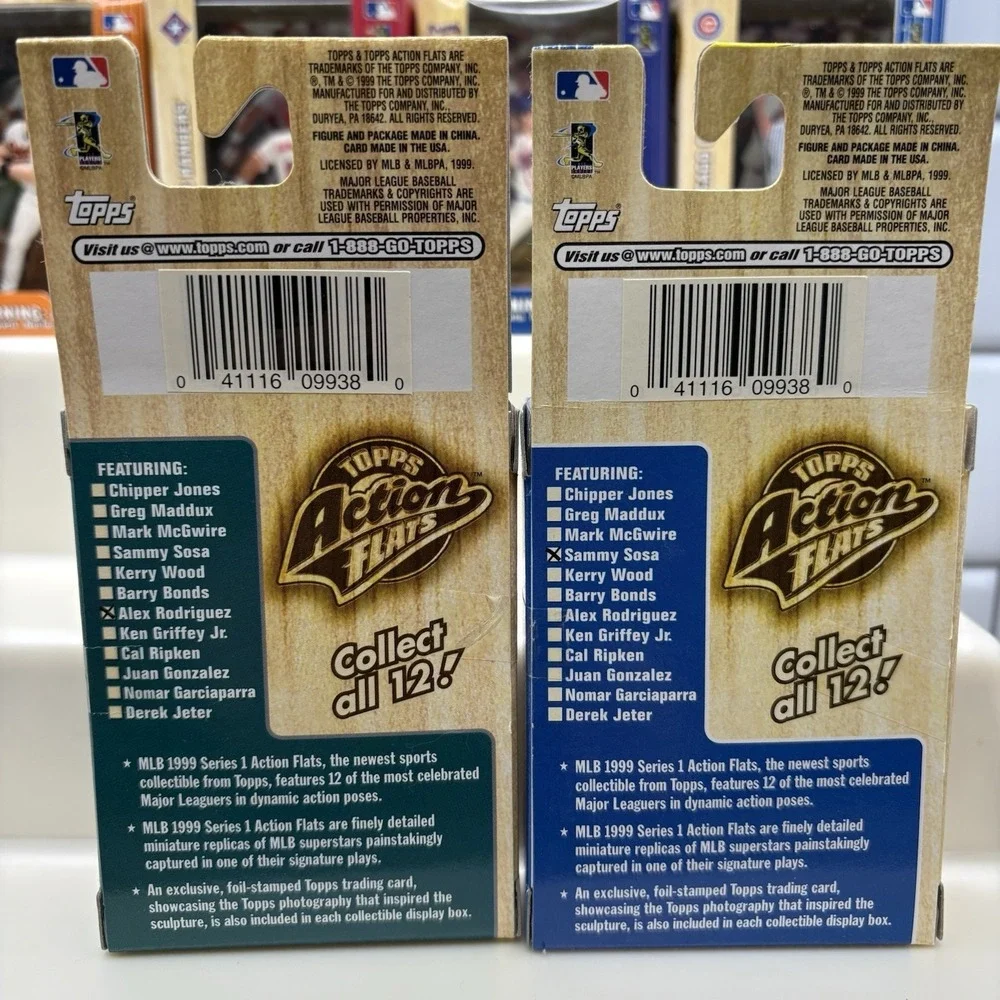 TOPPS & TOPPS ACTION FLATS ARE
TRADEMARKS OF THE TOPPS COMPANY, INC.
®, TM & © 1999 THE TOPPS COMPANY, INC.
MANUFACTURED FOR AND DISTRIBUTED BY
THE TOPPS COMPANY, INC.,
DURYEA, PA 18642. ALL RIGHTS RESERVED.
FIGURE AND PACKAGE MADE IN CHINA.
CARD MADE IN THE USA.
LICENSED BY MLB & MLBPA, 1999.
MAJOR LEAGUE BASEBALL
TRADEMARKS & COPYRIGHTS ARE
USED WITH PERMISSION OF MAJOR
LEAGUE BASEBALL PROPERTIES, INC.
PLAYERS
©MLBPA
Topps
Visit us @ www.topps.com or call 1-888-GO-TOPPS
0 41116 09938 0
FEATURING:
Chipper Jones
Greg Maddux
Mark McGwire
Sammy Sosa
Kerry Wood
Barry Bonds
Alex Rodriguez
Ken Griffey Jr.
Cal Ripken
Juan Gonzalez
Nomar Garciaparra
Derek Jeter
TOPPS
Action
FLATS
™
Collect
all 12!
★ MLB 1999 Series 1 Action Flats, the newest sports
collectible from Topps, features 12 of the most celebrated
Major Leaguers in dynamic action poses.
★ MLB 1999 Series 1 Action Flats are finely detailed
miniature replicas of MLB superstars painstakingly
captured in one of their signature plays.
★ An exclusive, foil-stamped Topps trading card,
showcasing the Topps photography that inspired the
sculpture, is also included in each collectible display box.
TOPPS & TOPPS ACTION FLATS ARE
TRADEMARKS OF THE TOPPS COMPANY, INC.
®, TM & © 1999 THE TOPPS COMPANY, INC.
MANUFACTURED FOR AND DISTRIBUTED BY
THE TOPPS COMPANY, INC.,
DURYEA, PA 18642. ALL RIGHTS RESERVED.
FIGURE AND PACKAGE MADE IN CHINA.
CARD MADE IN THE USA.
LICENSED BY MLB & MLBPA, 1999.
MAJOR LEAGUE BASEBALL
TRADEMARKS & COPYRIGHTS ARE
USED WITH PERMISSION OF MAJOR
LEAGUE BASEBALL PROPERTIES, INC.
©MLBPA
Topps®
Visit us @ www.topps.com or call 1-888-GO-TOPPS
0 41116 09938 0
FEATURING:
Chipper Jones
Greg Maddux
Mark McGwire
Sammy Sosa
Kerry Wood
Barry Bonds
Alex Rodriguez
Ken Griffey Jr.
Cal Ripken
Juan Gonzalez
Nomar Garciaparra
Derek Jeter
TOPPS
Action
FLATS
™
Collect
all 12!
★ MLB 1999 Series 1 Action Flats, the newest sports
collectible from Topps, features 12 of the most celebrated
Major Leaguers in dynamic action poses.
★ MLB 1999 Series 1 Action Flats are finely detailed
miniature replicas of MLB superstars painstakingly
captured in one of their signature plays.
★ An exclusive, foil-stamped Topps trading card,
showcasing the Topps photography that inspired the
sculpture, is also included in each collectible display box.